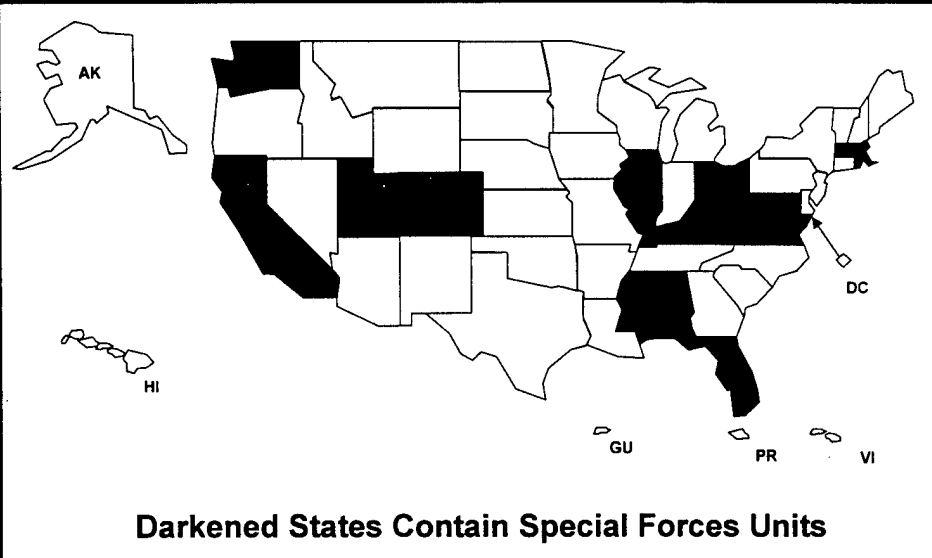 AK
DC
HI
GU
PR
VI
Darkened States Contain Special Forces Units